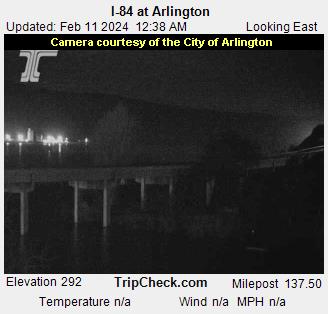 I-84 at Arlington
Updated: Feb 11 2024 12:38 AM Looking East
Camera courtesy of the City of Arlington
Elevation 292 TripCheck.com Milepost 137.50
Temperature n/a Wind n/a MPH n/a